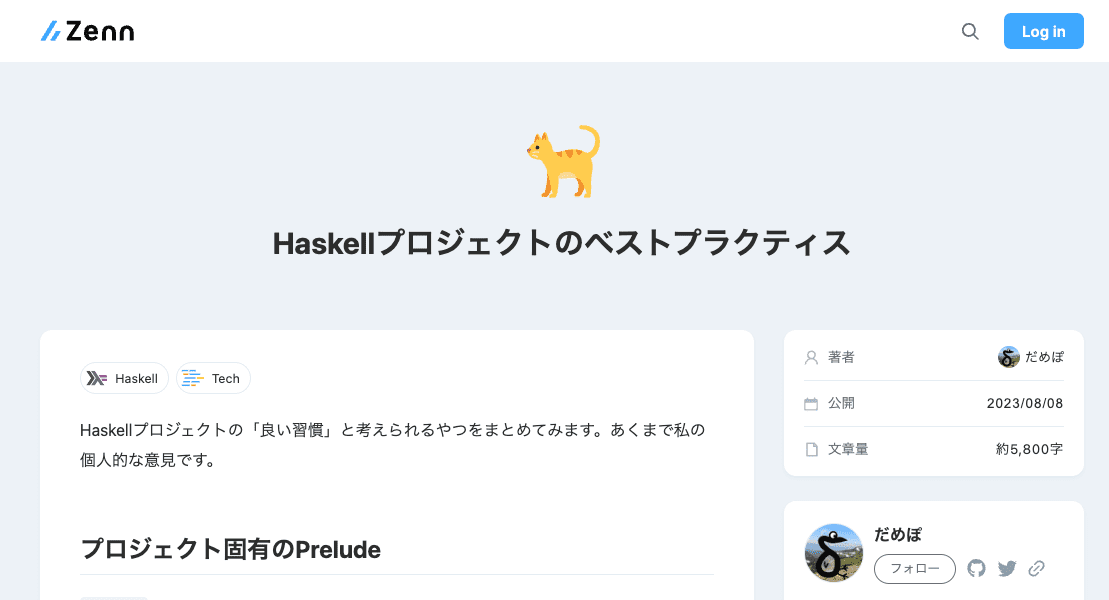 Zenn
Log in
Haskellプロジェクトのベストプラクティス
Haskell Tech
Haskellプロジェクトの「良い習慣」と考えられるやつをまとめてみます。あくまで私の
個人的な意見です。
プロジェクト固有のPrelude
著者 だめぽ
公開 2023/08/08
文章量 約5,800字
だめぽ
フォロー